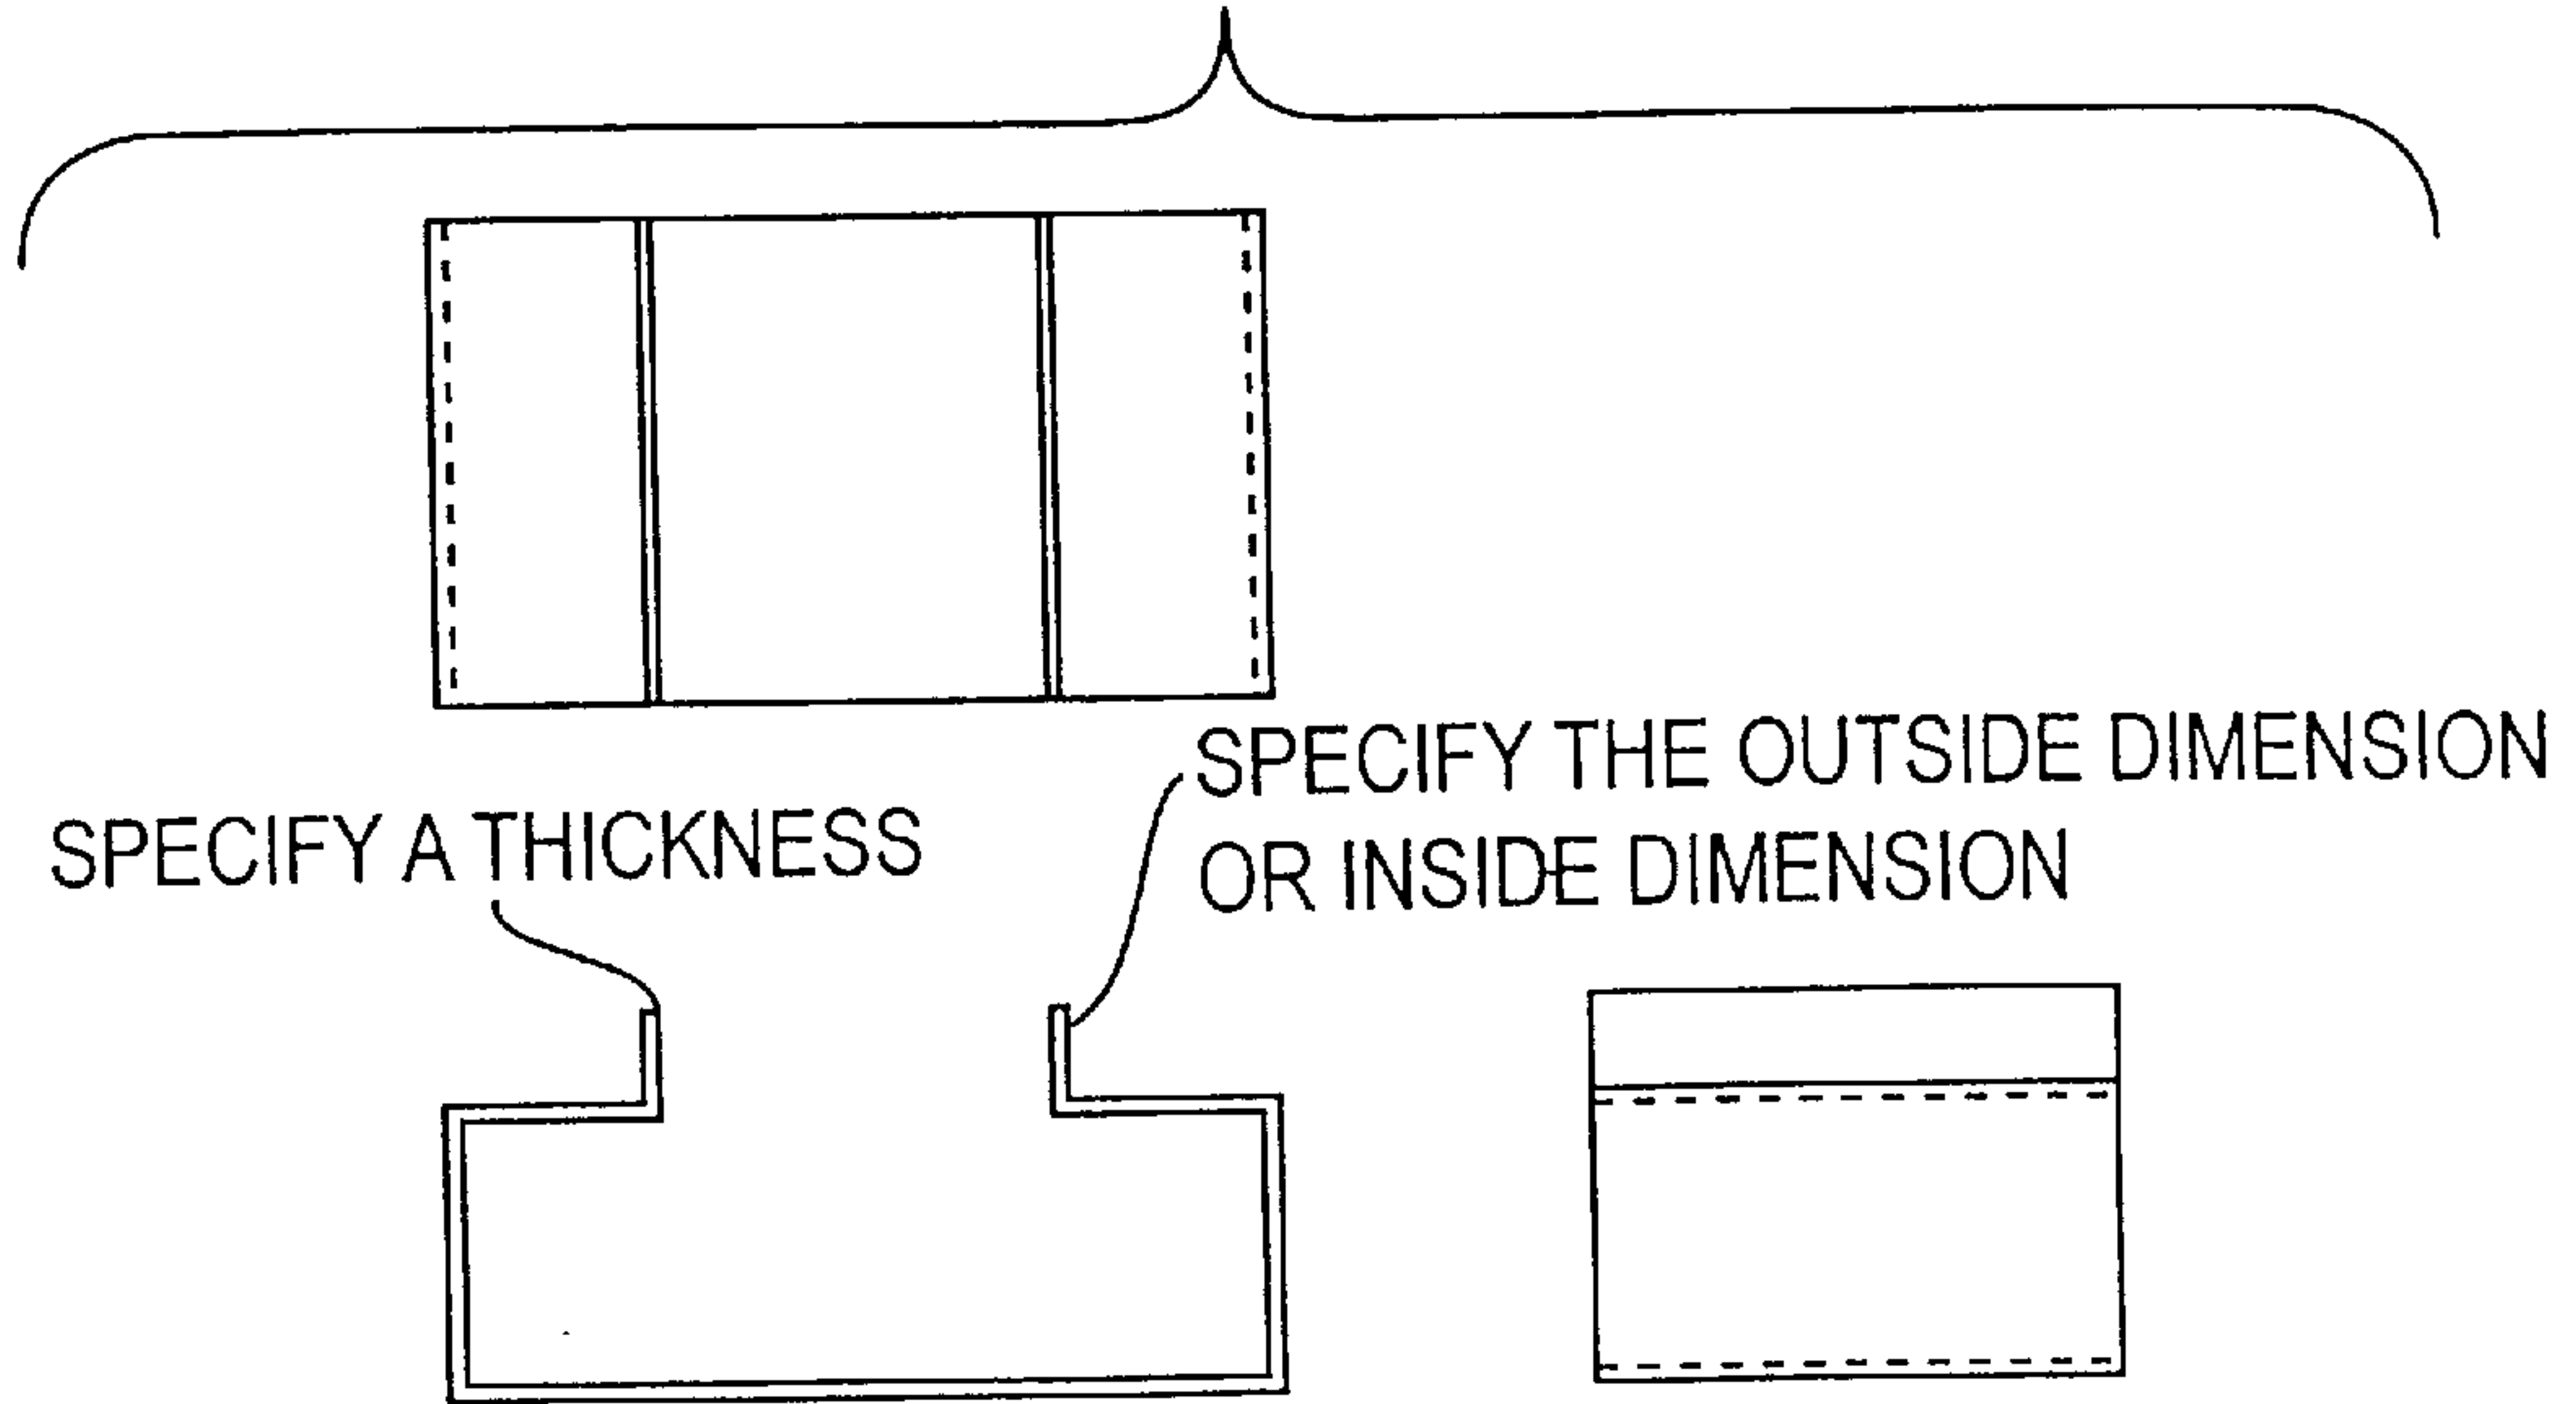 SPECIFY THE OUTSIDE DIMENSION
OR INSIDE DIMENSION
SPECIFY A THICKNESS